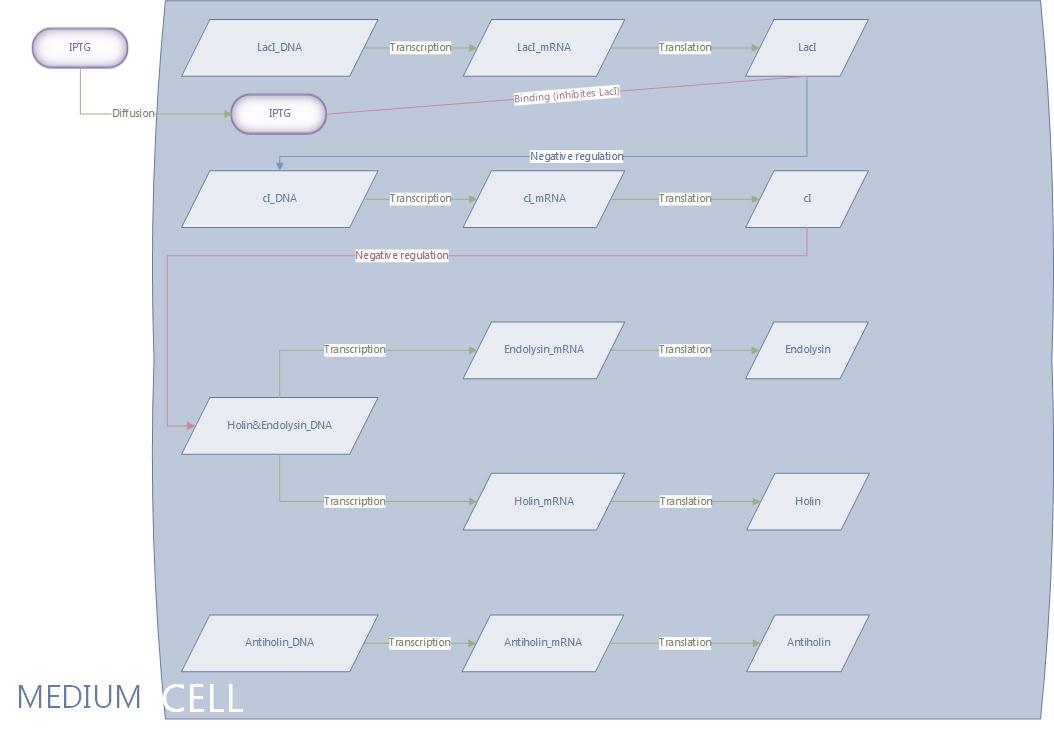 IPTG
LacI_DNA
Transcription
LacI_mRNA
Translation
LacI
Binding (inhibites LacI)
Diffusion
IPTG
Negative regulation
cI_DNA
Transcription
cI_mRNA
Translation
cI
Negative regulation
Transcription
Endolysin_mRNA
Translation
Endolysin
Holin&Endolysin_DNA
Transcription
Holin_mRNA
Translation
Holin
Antiholin_DNA
Transcription
Antiholin_mRNA
Translation
Antiholin
MEDIUM
CELL